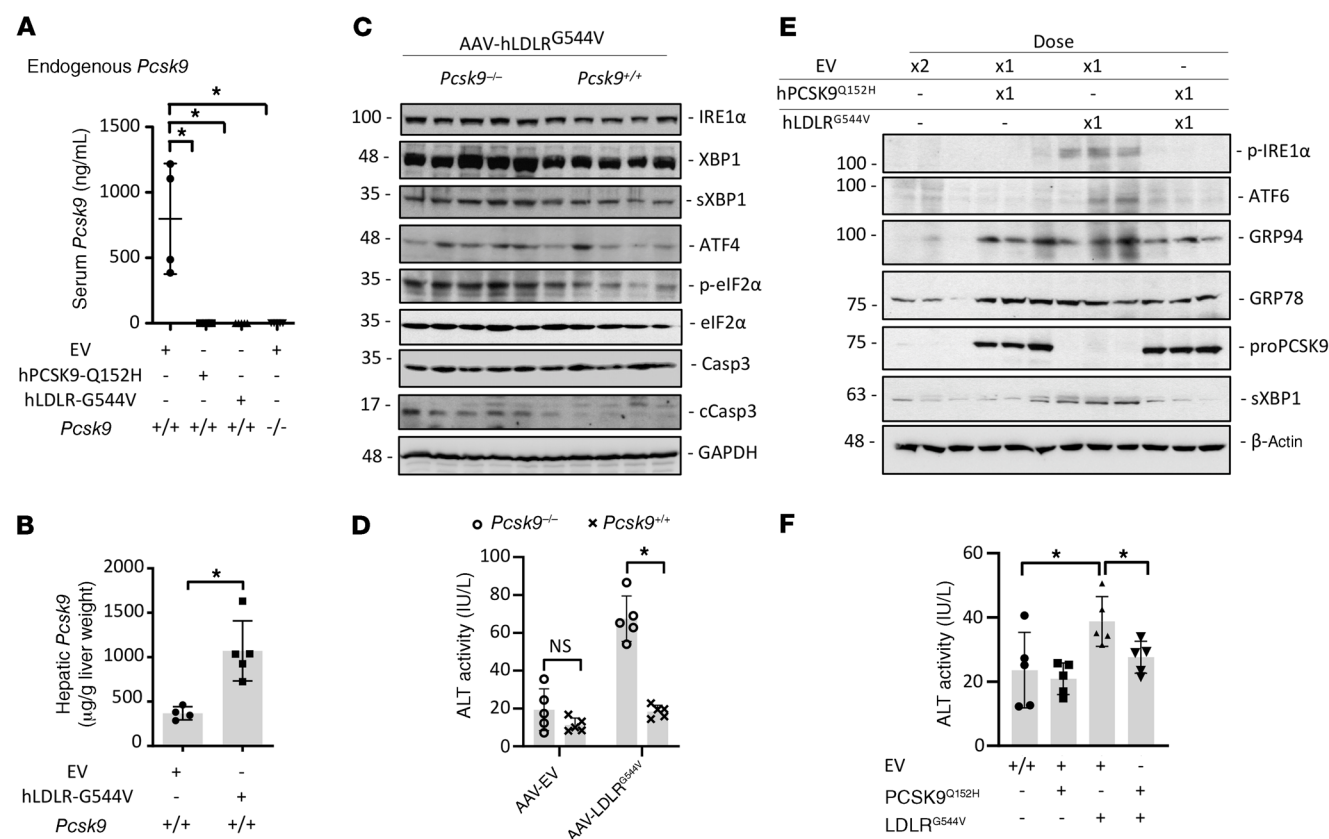 A
Endogenous Pcsk9
*
*
*
Serum Pcsk9 (ng/mL)
1500
1000
500
0
EV + - - +
hPCSK9-Q152H - + - -
hLDLR-G544V - - + -
Pcsk9 +/+ +/+ +/+ -/-
B
*
Hepatic Pcsk9
(μg/g liver weight)
2000
1500
1000
500
0
EV + -
hLDLR-G544V - +
Pcsk9 +/+ +/+
C
AAV-hLDLRG544V
Pcsk9–/– Pcsk9+/+
100 - - IRE1α
48 - - XBP1
35 - - sXBP1
48 - - ATF4
35 - - p-eIF2α
35 - - eIF2α
35 - - Casp3
17 - - cCasp3
48 - - GAPDH
D
Pcsk9–/– Pcsk9+/+
ALT activity (IU/L)
100
80
60
40
20
0
NS
*
AAV-EV
AAV-LDLRG544V
E
Dose
EV x2 x1 x1 -
hPCSK9Q152H - x1 - x1
hLDLRG544V - - x1 x1
100 - - p-IRE1α
100 - - ATF6
100 - - GRP94
75 - - GRP78
75 - - proPCSK9
63 - - sXBP1
48 - - β-Actin
F
ALT activity (IU/L)
60
40
20
0
*
*
EV +/+ + + -
PCSK9Q152H - + - +
LDLRG544V - - + +